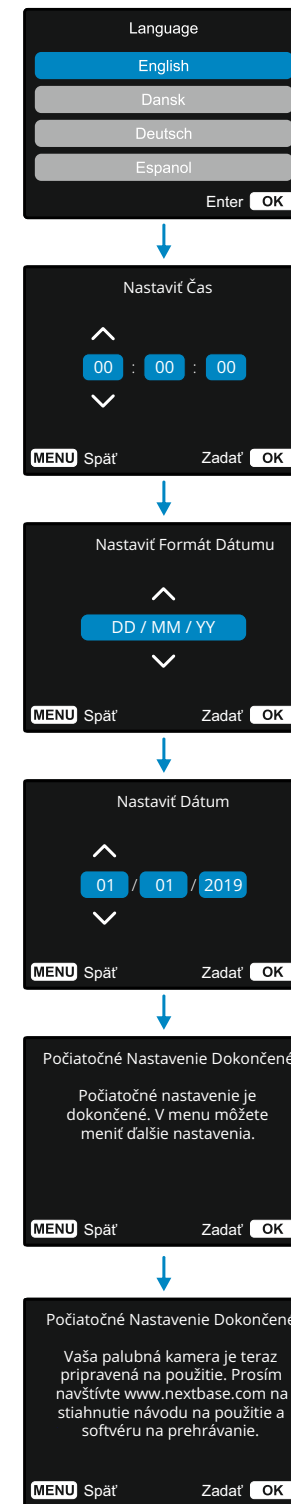 Language
English
Dansk
Deutsch
Espanol
Enter OK
Nastaviť Čas
00 : 00 : 00
MENU Späť Zadať OK
Nastaviť Formát Dátumu
DD / MM / YY
MENU Späť Zadať OK
Nastaviť Dátum
01 / 01 / 2019
MENU Späť Zadať OK
Počiatočné Nastavenie Dokončené
Počiatočné nastavenie je
dokončené. V menu môžete
meniť ďalšie nastavenia.
MENU Späť Zadať OK
Počiatočné Nastavenie Dokončené
Vaša palubná kamera je teraz
pripravená na použitie. Prosím
navštívte www.nextbase.com na
stiahnutie návodu na použitie a
softvéru na prehrávanie.
MENU Späť Zadať OK